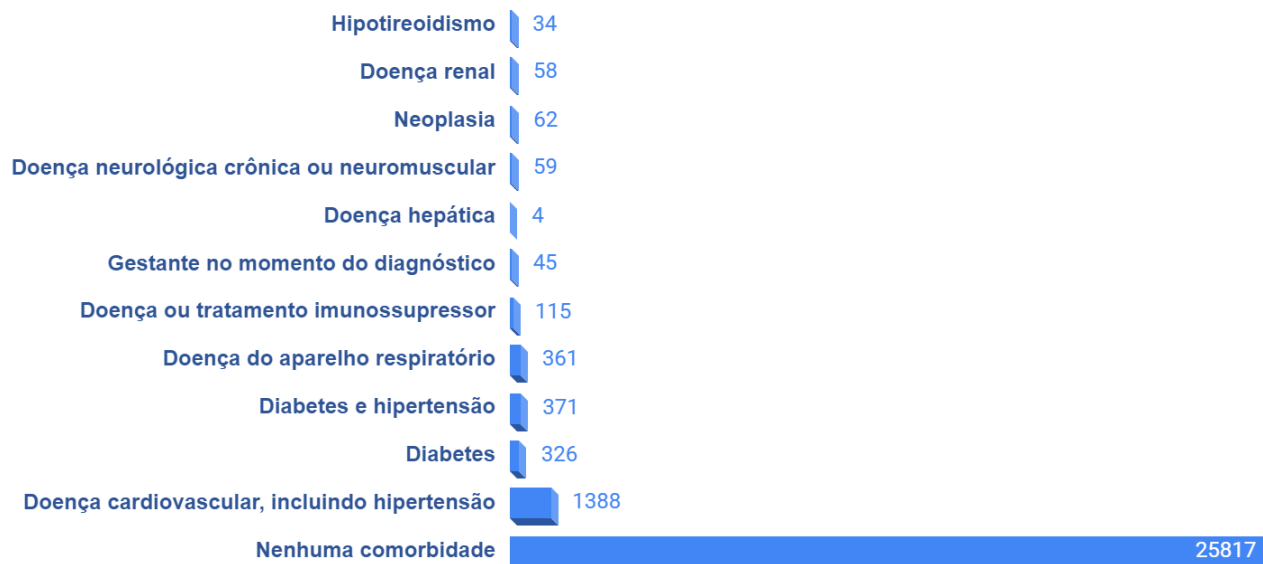 Hipotireoidismo 34
Doença renal 58
Neoplasia 62
Doença neurológica crônica ou neuromuscular 59
Doença hepática 4
Gestante no momento do diagnóstico 45
Doença ou tratamento imunossupressor 115
Doença do aparelho respiratório 361
Diabetes e hipertensão 371
Diabetes 326
Doença cardiovascular, incluindo hipertensão 1388
Nenhuma comorbidade 25817